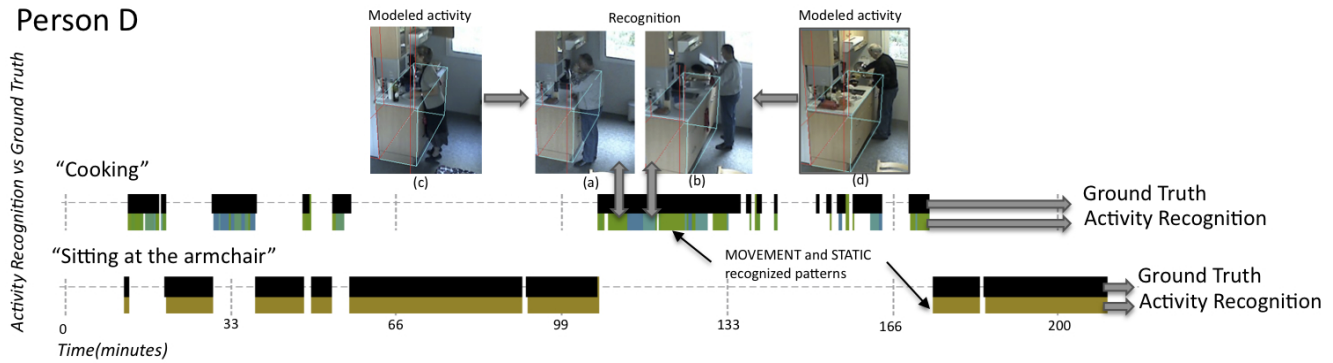 Person D
Modeled activity
Recognition
Modeled activity
Activity Recognition vs Ground Truth
(c)
(a)
(b)
(d)
“Cooking”
Ground Truth
Activity Recognition
“Sitting at the armchair”
MOVEMENT and STATIC
recognized patterns
Ground Truth
Activity Recognition
0
33
66
99
133
166
200
Time(minutes)